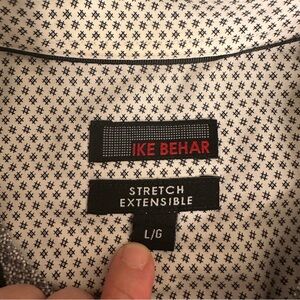 IKE BEHAR
STRETCH
EXTENSIBLE
L/G